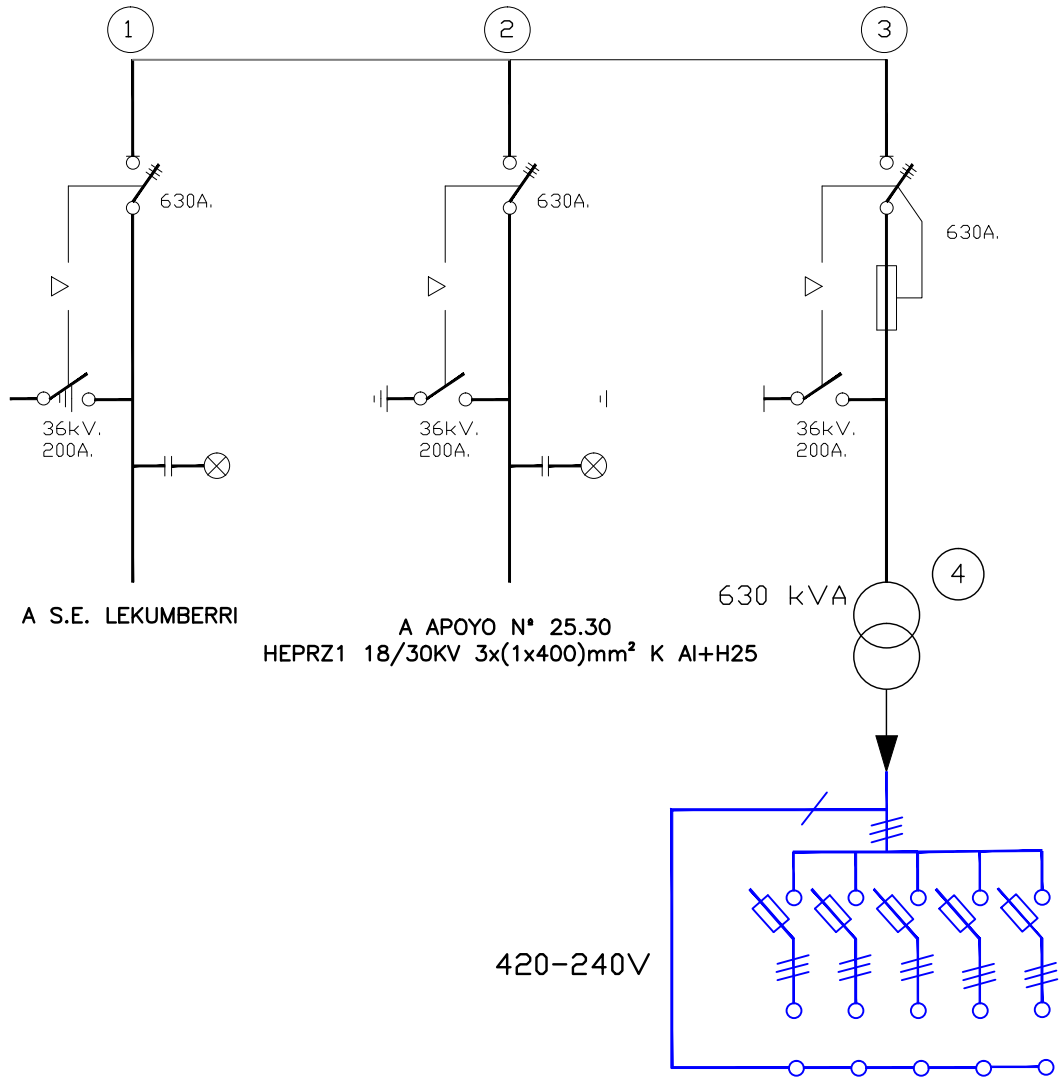 1
2
3
630A.
630A.
630A.
36kV.
200A.
36kV.
200A.
36kV.
200A.
4
630 kVA
A S.E. LEKUMBERRI
A APOYO Nº 25.30
HEPRZ1 18/30KV 3x(1x400)mm² K Al+H25
420-240V